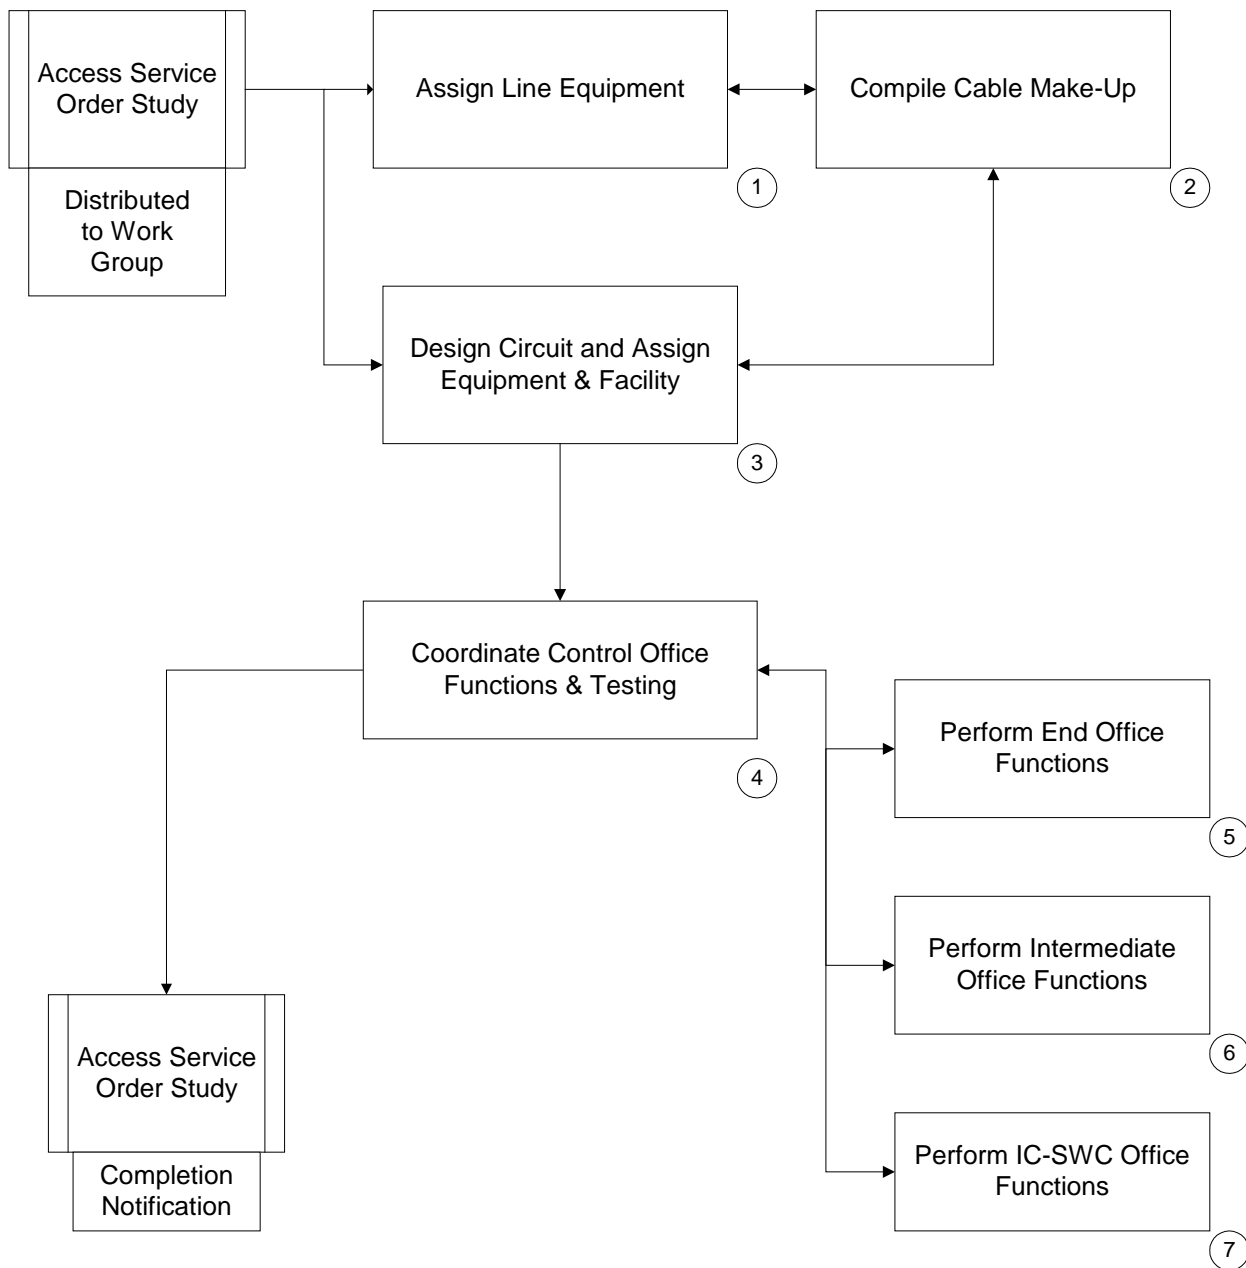 Access Service
Order Study
Distributed
to Work
Group
Assign Line Equipment
1
Compile Cable Make-Up
2
Design Circuit and Assign
Equipment & Facility
3
Coordinate Control Office
Functions & Testing
4
Perform End Office
Functions
5
Perform Intermediate
Office Functions
6
Perform IC-SWC Office
Functions
7
Access Service
Order Study
Completion
Notification